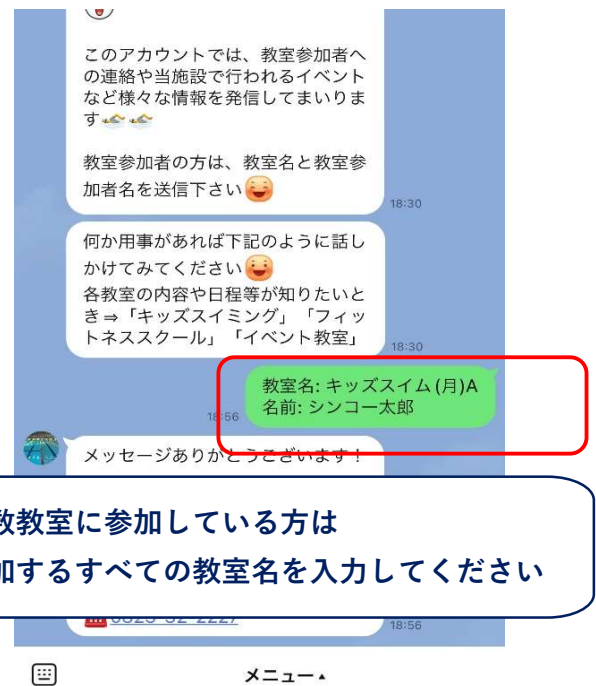 このアカウントでは、教室参加者へ
の連絡や当施設で行われるイベント
など様々な情報を発信してまいりま
す
教室参加者の方は、教室名と教室参
加者名を送信下さい
18:30
何か用事があれば下記のように話し
かけてみてください
各教室の内容や日程等が知りたいと
き⇒「キッズスイミング」「フィッ
トネススクール」「イベント教室」
18:30
教室名: キッズスイム(月)A
名前: シンコー太郎
18:56
メッセージありがとうございます!
数教室に参加している方は
加するすべての教室名を入力してください
18:56
メニュー